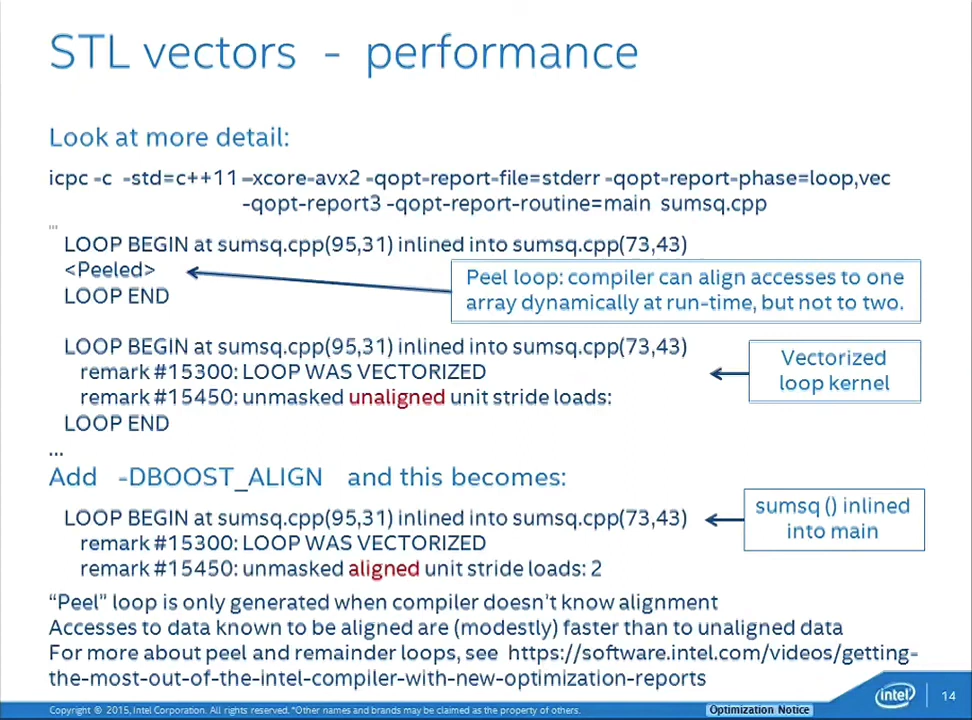 STL vectors - performance
Look at more detail:
icpc -c -std=c++11 –xcore-avx2 -qopt-report-file=stderr -qopt-report-phase=loop,vec
-qopt-report3 -qopt-report-routine=main sumsq.cpp
...
LOOP BEGIN at sumsq.cpp(95,31) inlined into sumsq.cpp(73,43)
<Peeled>
LOOP END
Peel loop: compiler can align accesses to one
array dynamically at run-time, but not to two.
LOOP BEGIN at sumsq.cpp(95,31) inlined into sumsq.cpp(73,43)
remark #15300: LOOP WAS VECTORIZED
remark #15450: unmasked unaligned unit stride loads:
LOOP END
Vectorized
loop kernel
...
Add -DBOOST_ALIGN and this becomes:
LOOP BEGIN at sumsq.cpp(95,31) inlined into sumsq.cpp(73,43)
remark #15300: LOOP WAS VECTORIZED
remark #15450: unmasked aligned unit stride loads: 2
sumsq () inlined
into main
“Peel” loop is only generated when compiler doesn’t know alignment
Accesses to data known to be aligned are (modestly) faster than to unaligned data
For more about peel and remainder loops, see https://software.intel.com/videos/getting-
the-most-out-of-the-intel-compiler-with-new-optimization-reports
Copyright © 2015, Intel Corporation. All rights reserved. *Other names and brands may be claimed as the property of others.
Optimization Notice
intel
14